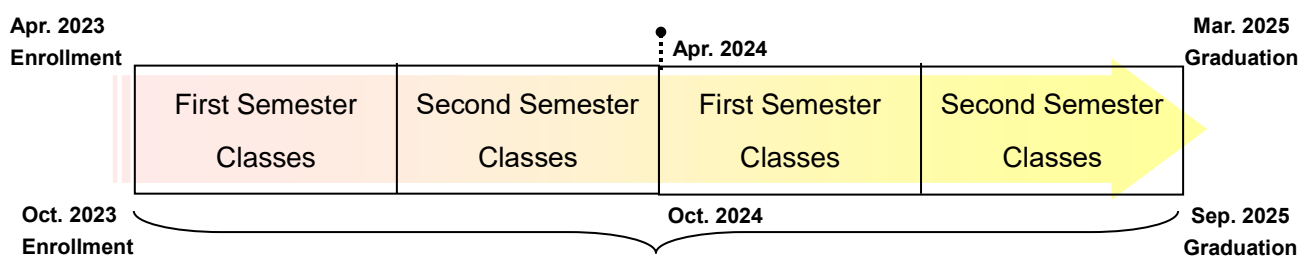 Apr. 2023
Enrollment
Apr. 2024
Mar. 2025
Graduation
First Semester
Classes
Second Semester
Classes
First Semester
Classes
Second Semester
Classes
Oct. 2023
Enrollment
Oct. 2024
Sep. 2025
Graduation